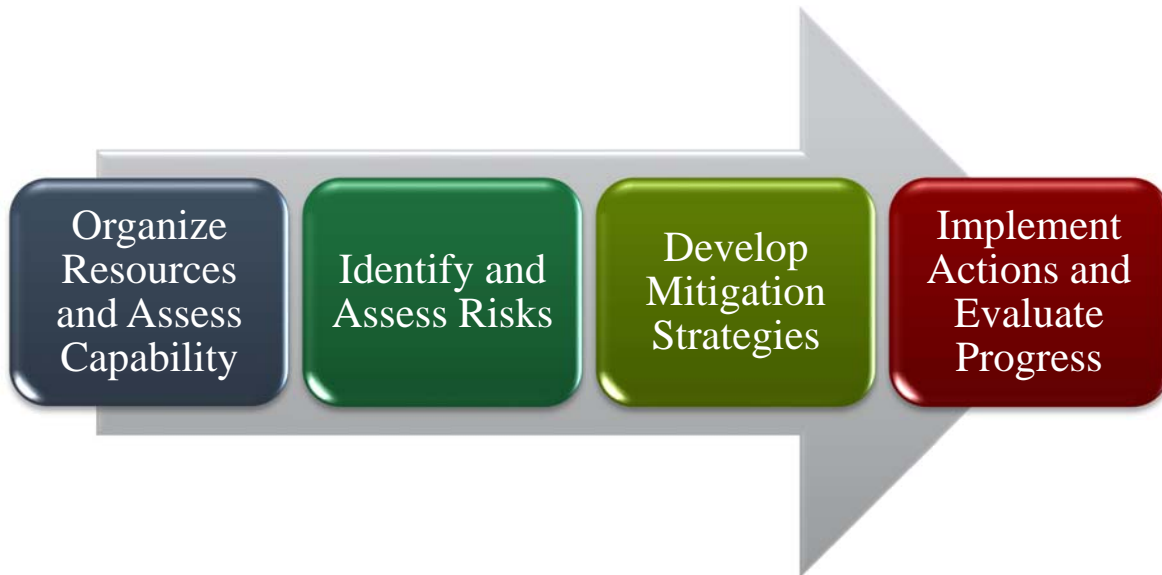 Organize
Resources
and Assess
Capability
Identify and
Assess Risks
Develop
Mitigation
Strategies
Implement
Actions and
Evaluate
Progress